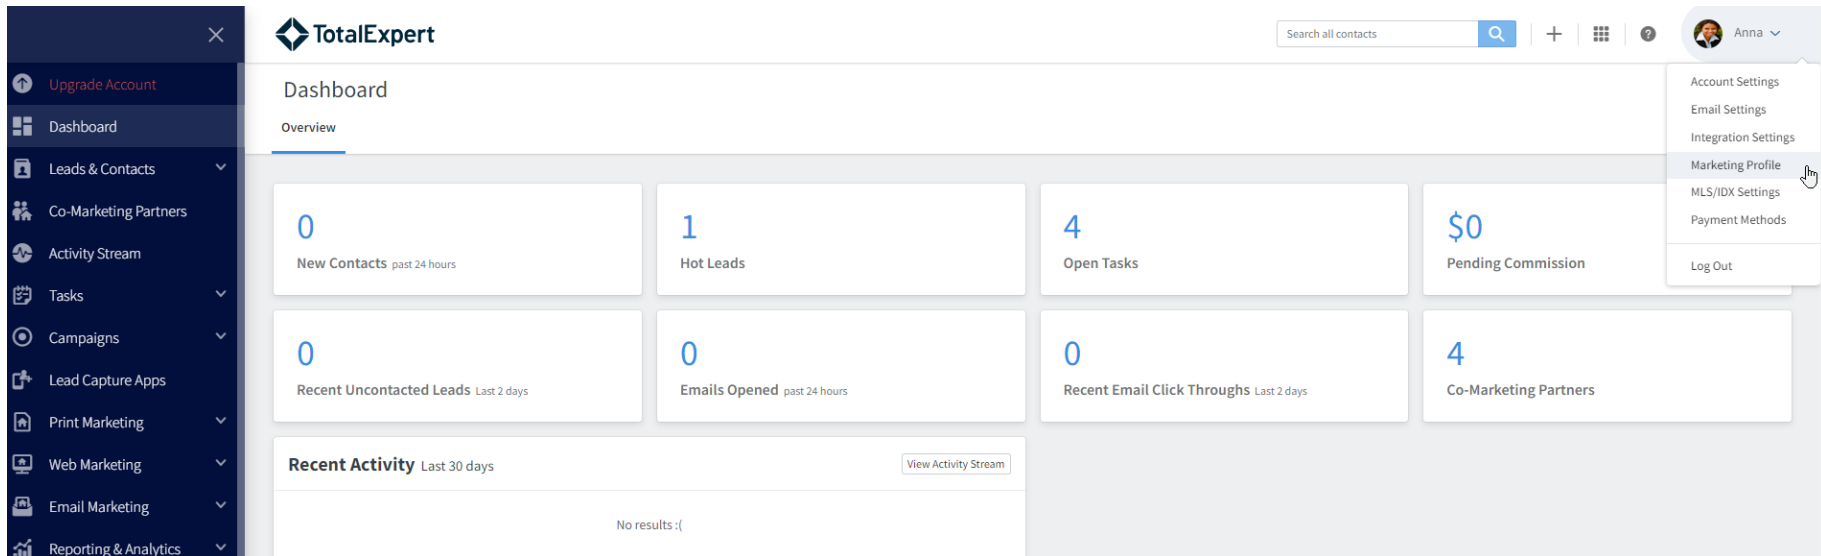 TotalExpert
Search all contacts
Anna
Upgrade Account
Dashboard
Leads & Contacts
Co-Marketing Partners
Activity Stream
Tasks
Campaigns
Lead Capture Apps
Print Marketing
Web Marketing
Email Marketing
Reporting & Analytics
Dashboard
Overview
Account Settings
Email Settings
Integration Settings
Marketing Profile
MLS/IDX Settings
Payment Methods
Log Out
0
New Contacts past 24 hours
1
Hot Leads
4
Open Tasks
$0
Pending Commission
0
Recent Uncontacted Leads Last 2 days
0
Emails Opened past 24 hours
0
Recent Email Click Throughs Last 2 days
4
Co-Marketing Partners
Recent Activity Last 30 days
View Activity Stream
No results :(